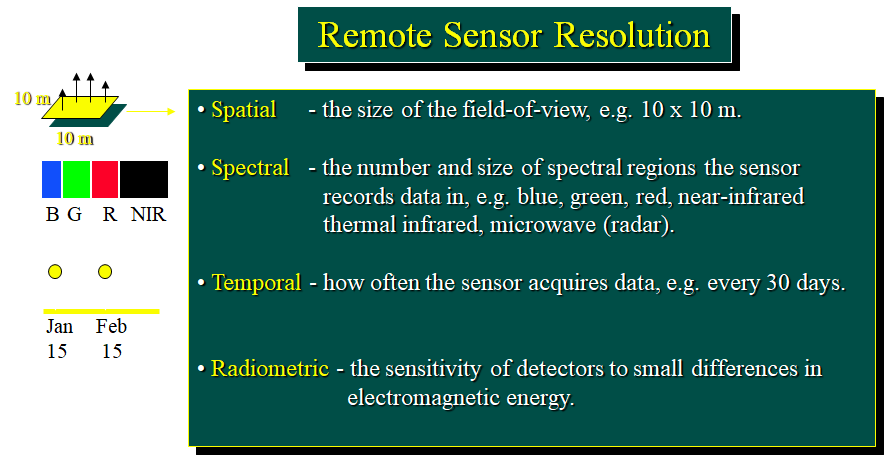 Remote Sensor Resolution
10 m
10 m
B G R NIR
Jan Feb
15 15
• Spatial - the size of the field-of-view, e.g. 10 x 10 m.
• Spectral - the number and size of spectral regions the sensor
records data in, e.g. blue, green, red, near-infrared
thermal infrared, microwave (radar).
• Temporal - how often the sensor acquires data, e.g. every 30 days.
• Radiometric - the sensitivity of detectors to small differences in
electromagnetic energy.